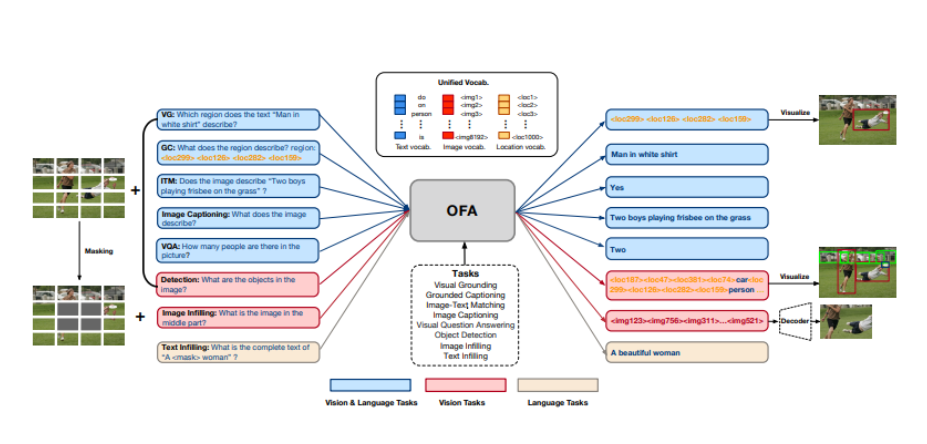 Unified Vocab.
do
on
person
is
Text vocab.
<img1>
<img2>
<img3>
<img8192>
Image vocab.
<loc1>
<loc2>
<loc3>
<loc1000>
Location vocab.
VG: Which region does the text "Man in
white shirt" describe?
GC: What does the region describe? region:
<loc299> <loc126> <loc282> <loc159>
ITM: Does the image describe "Two boys
playing frisbee on the grass" ?
Image Captioning: What does the image
describe?
VQA: How many people are there in the
picture?
Detection: What are the objects in the
image?
Image Infilling: What is the image in the
middle part?
Text Infilling: What is the complete text of
"A <mask> woman" ?
+
Masking
+
OFA
Tasks
Visual Grounding
Grounded Captioning
Image-Text Matching
Image Captioning
Visual Question Answering
Object Detection
Image Infilling
Text Infilling
<loc299> <loc126> <loc282> <loc159>
Visualize
Man in white shirt
Yes
Two boys playing frisbee on the grass
Two
<loc187><loc47><loc381><loc74>car<loc
299><loc126><loc282><loc159>person...
Visualize
<img123><img756><img311>...<img521>
Decoder
A beautiful woman
Vision & Language Tasks
Vision Tasks
Language Tasks